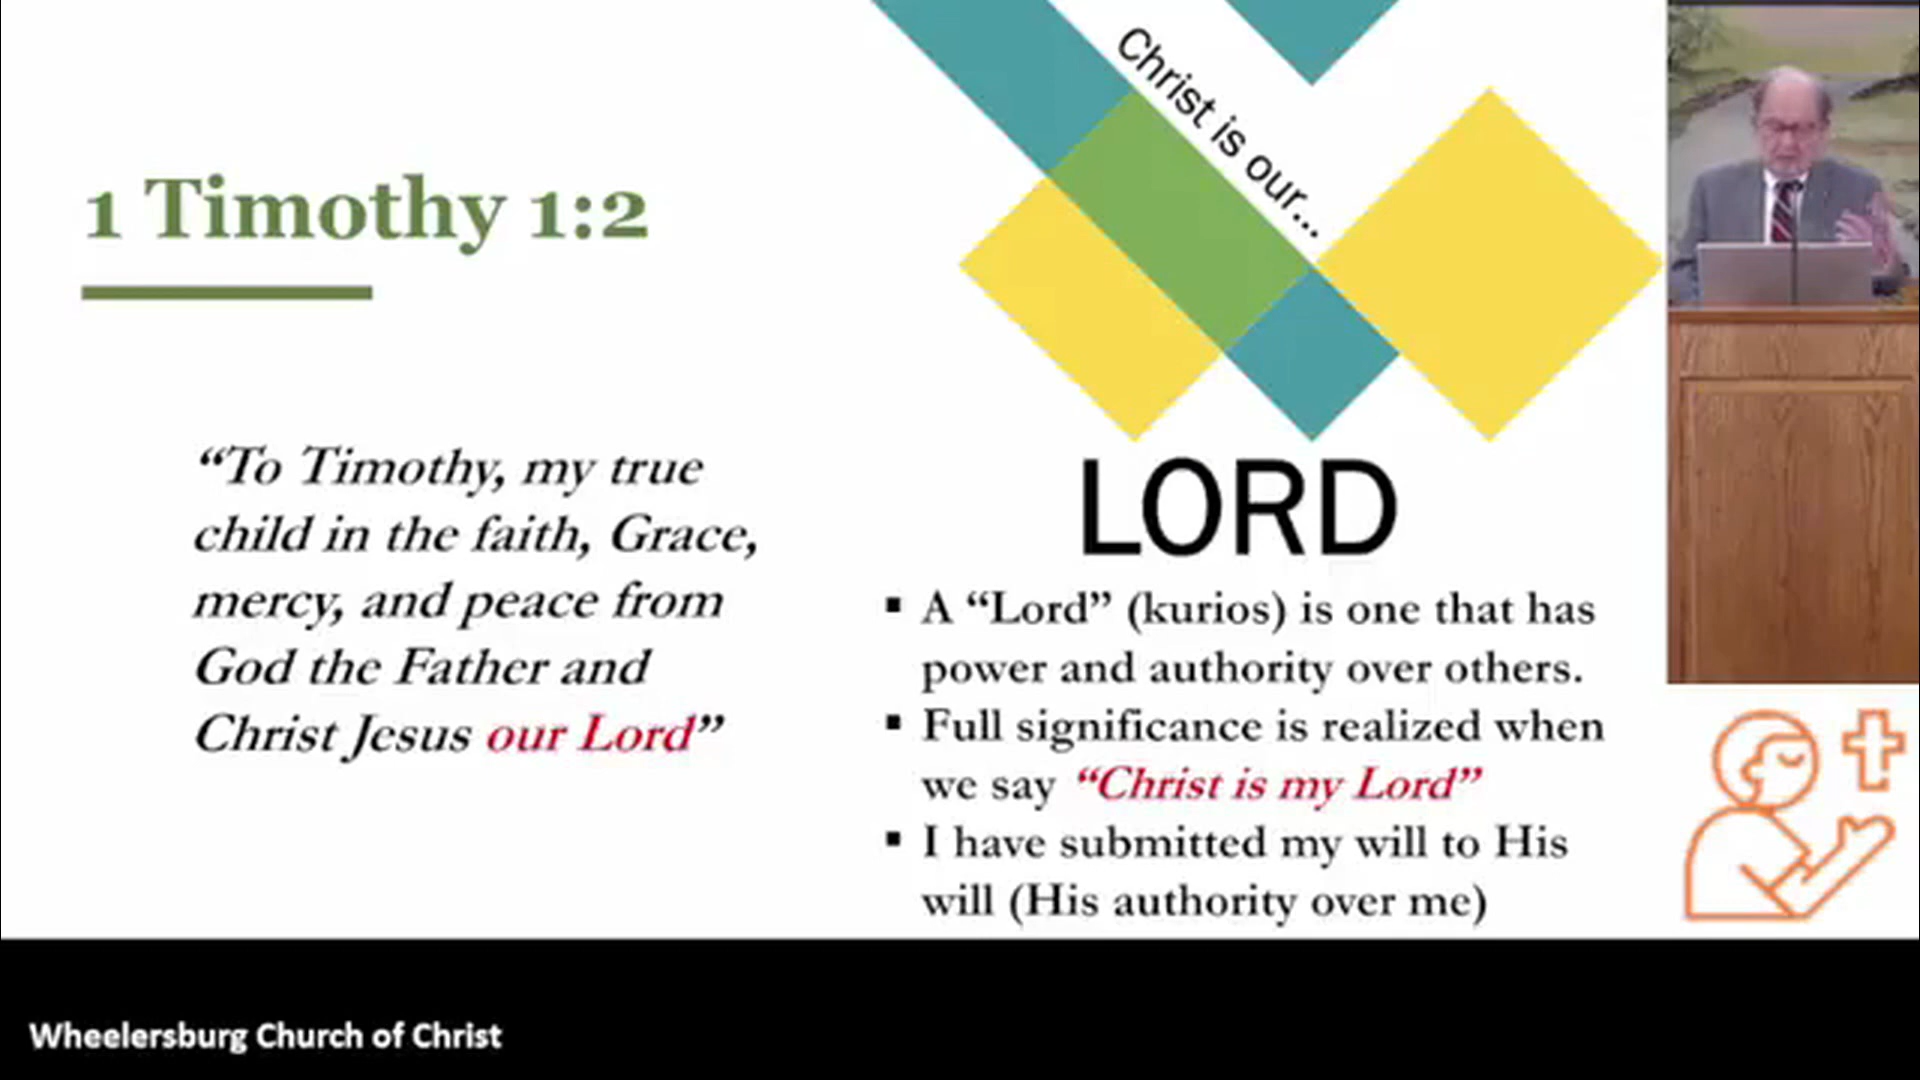 1 Timothy 1:2
“To Timothy, my true
child in the faith, Grace,
mercy, and peace from
God the Father and
Christ Jesus our Lord”
Christ is our...
LORD
▪ A “Lord” (kurios) is one that has
power and authority over others.
▪ Full significance is realized when
we say “Christ is my Lord”
▪ I have submitted my will to His
will (His authority over me)
Wheelersburg Church of Christ